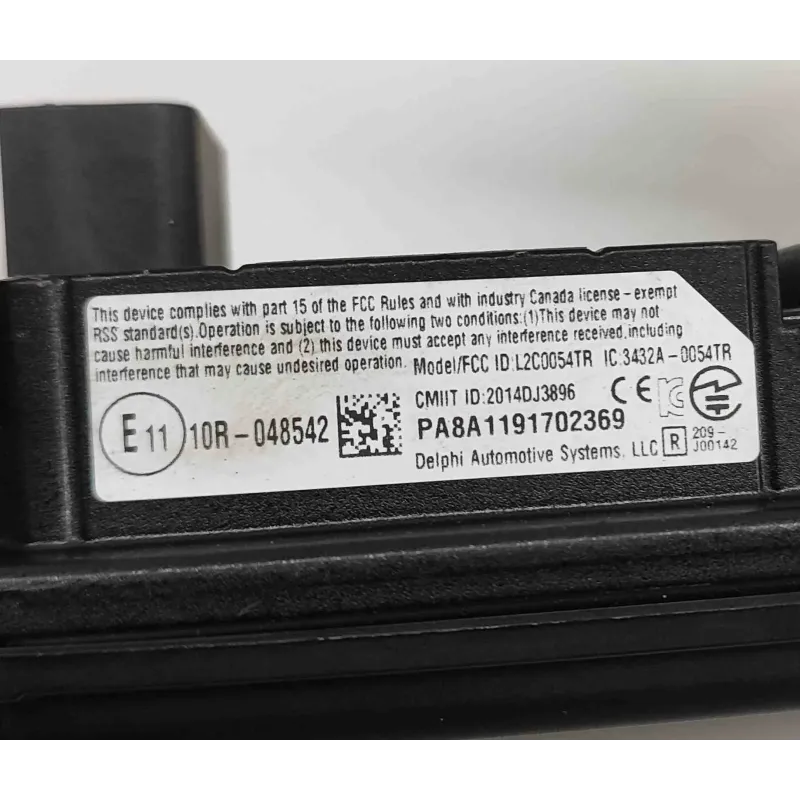 This device complies with part 15 of the FCC Rules and with industry Canada license-exempt
RSS standard(s).Operation is subject to the following two conditions:(1)This device may not
cause harmful interference and (2) this device must accept any interference received,including
interference that may cause undesired operation. Model/FCC ID:L2C0054TR IC:3432A-0054TR
CMIIT ID:2014DJ3896 CE KC
E 11 10R-048542 PA8A1191702369
Delphi Automotive Systems, LLC R 209-
J00142